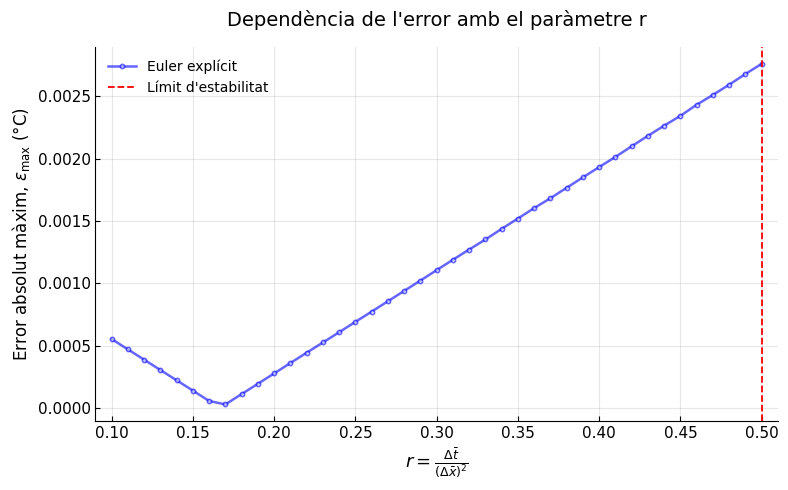 Dependència de l'error amb el paràmetre r
Euler explícit
Límit d'estabilitat
Error absolut màxim, ε_max (°C)
0.0025
0.0020
0.0015
0.0010
0.0005
0.0000
0.10 0.15 0.20 0.25 0.30 0.35 0.40 0.45 0.50
r = Δt̄/(Δx̄)²